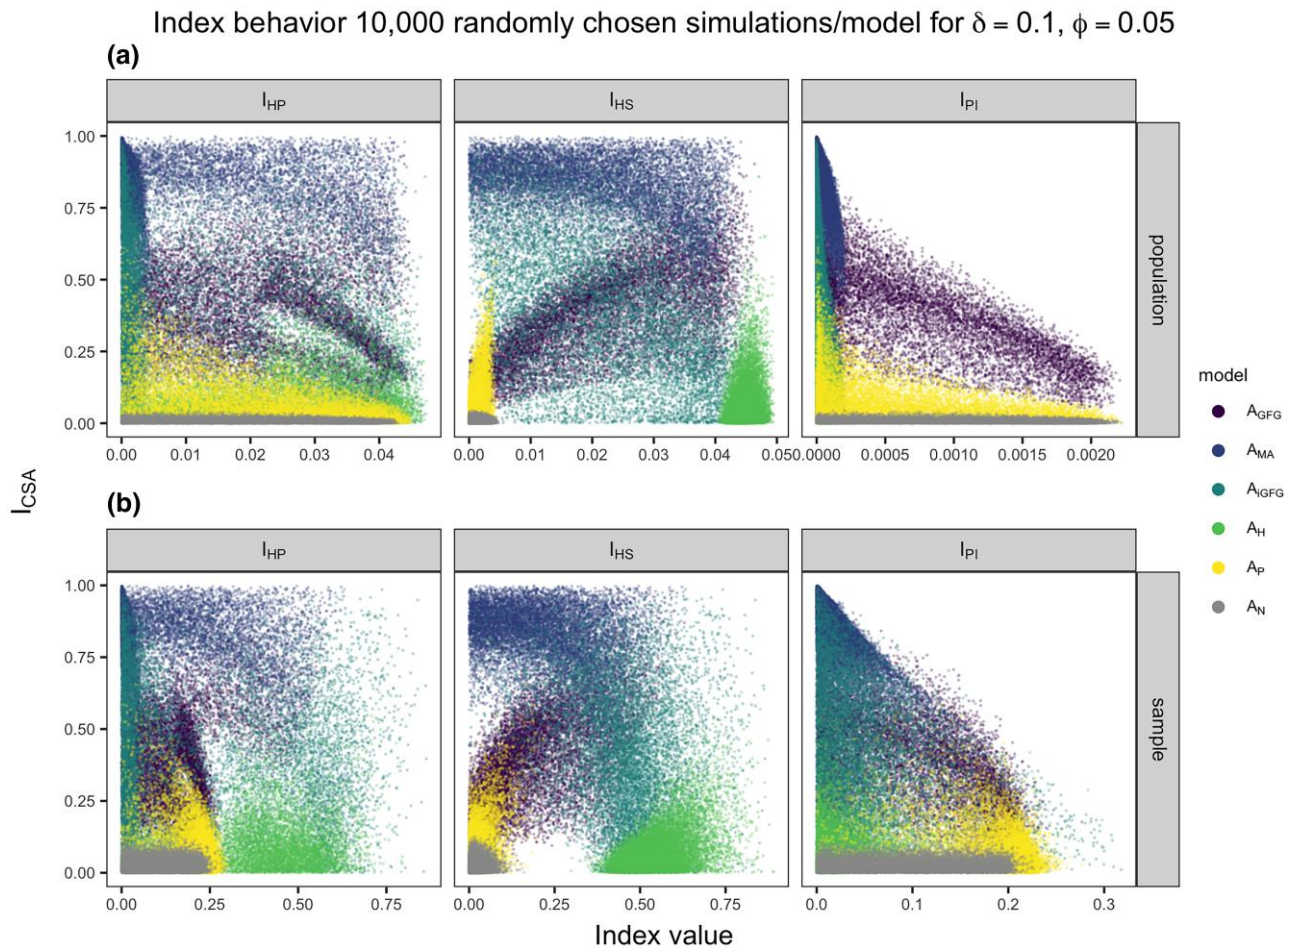 Index behavior 10,000 randomly chosen simulations/model for δ = 0.1, ϕ = 0.05
(a)
I_HP I_HS I_PI
1.00
0.75
0.50
0.25
0.00
population
0.00 0.01 0.02 0.03 0.04 0.00 0.01 0.02 0.03 0.04 0.050.0000 0.0005 0.0010 0.0015 0.0020
I_CSA
(b)
I_HP I_HS I_PI
1.00
0.75
0.50
0.25
0.00
sample
0.00 0.25 0.50 0.75 0.00 0.25 0.50 0.75 0.0 0.1 0.2 0.3
Index value
model
A_GFG
A_MA
A_iGFG
A_H
A_P
A_N